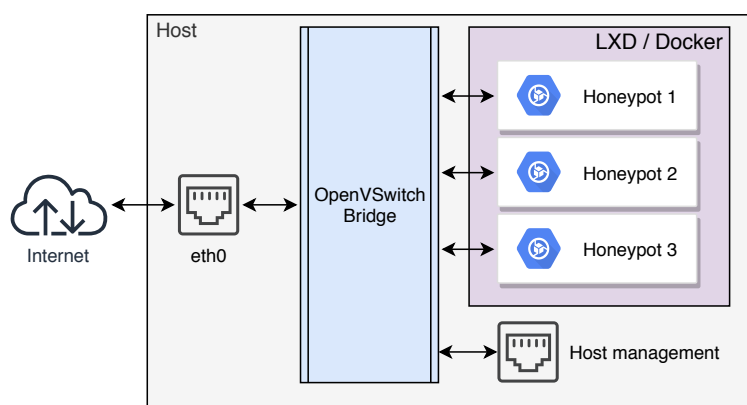 Host
LXD / Docker
Honeypot 1
Honeypot 2
OpenVSwitch
Bridge
Honeypot 3
Internet
eth0
Host management